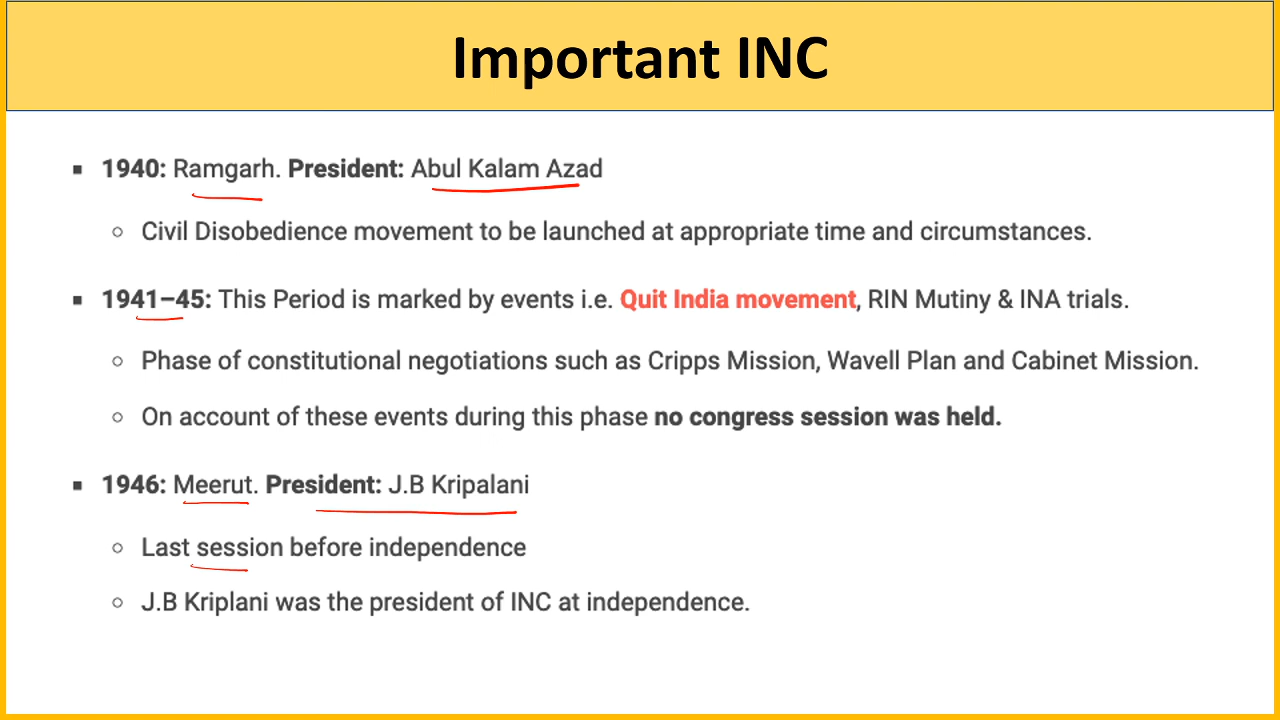 Important INC
▪ 1940: Ramgarh. President: Abul Kalam Azad
○ Civil Disobedience movement to be launched at appropriate time and circumstances.
▪ 1941–45: This Period is marked by events i.e. Quit India movement, RIN Mutiny & INA trials.
○ Phase of constitutional negotiations such as Cripps Mission, Wavell Plan and Cabinet Mission.
○ On account of these events during this phase no congress session was held.
▪ 1946: Meerut. President: J.B Kripalani
○ Last session before independence
○ J.B Kriplani was the president of INC at independence.